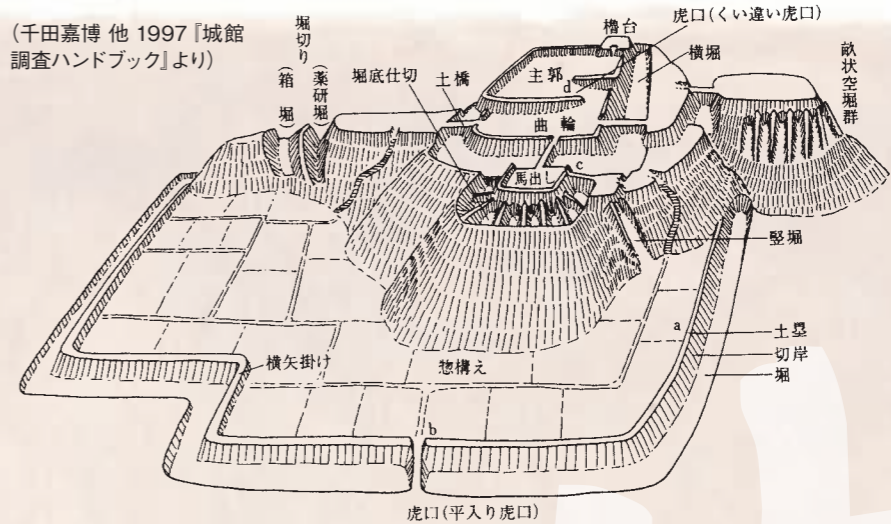 (千田嘉博 他 1997『城館
調査ハンドブック』より)
堀切り
(箱堀)
(薬研堀)
堀底仕切
土橋
櫓台
虎口(くい違い虎口)
横堀
主郭
d
曲輪
畝状空堀群
馬出し
c
竪堀
a
土塁
切岸
堀
横矢掛け
惣構え
b
虎口(平入り虎口)